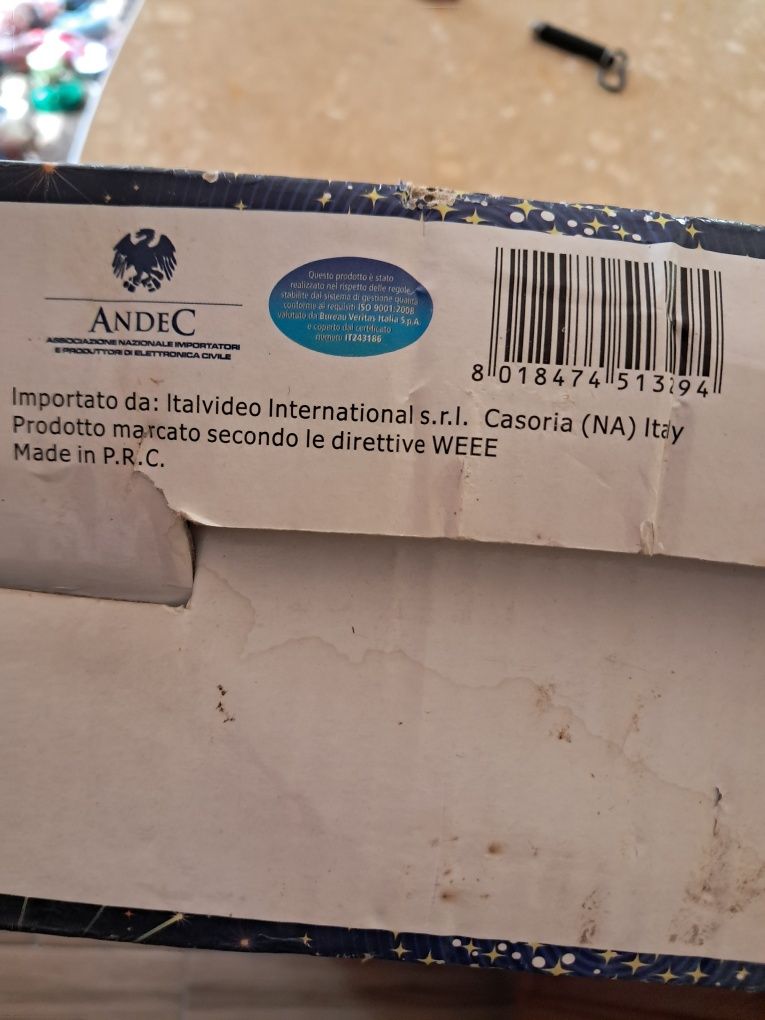 ANDEC
ASSOCIAZIONE NAZIONALE IMPORTATORI
E PRODUTTORI DI ELETTRONICA CIVILE
Questo prodotto è stato
realizzato nel rispetto delle regole
stabilite dal sistema di gestione qualità
conforme ai requisiti ISO 9001:2008
valutato da Bureau Veritas Italia S.p.A.
e coperto dal certificato
numero IT243186
8 018474 513294
Importato da: Italvideo International s.r.l. Casoria (NA) Italy
Prodotto marcato secondo le direttive WEEE
Made in P.R.C.